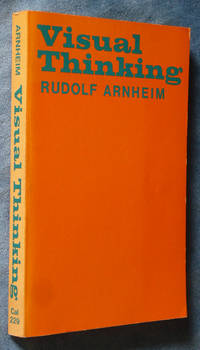 Visual
Thinking
RUDOLF ARNHEIM
ARNHEIM
Visual Thinking
Cal
229